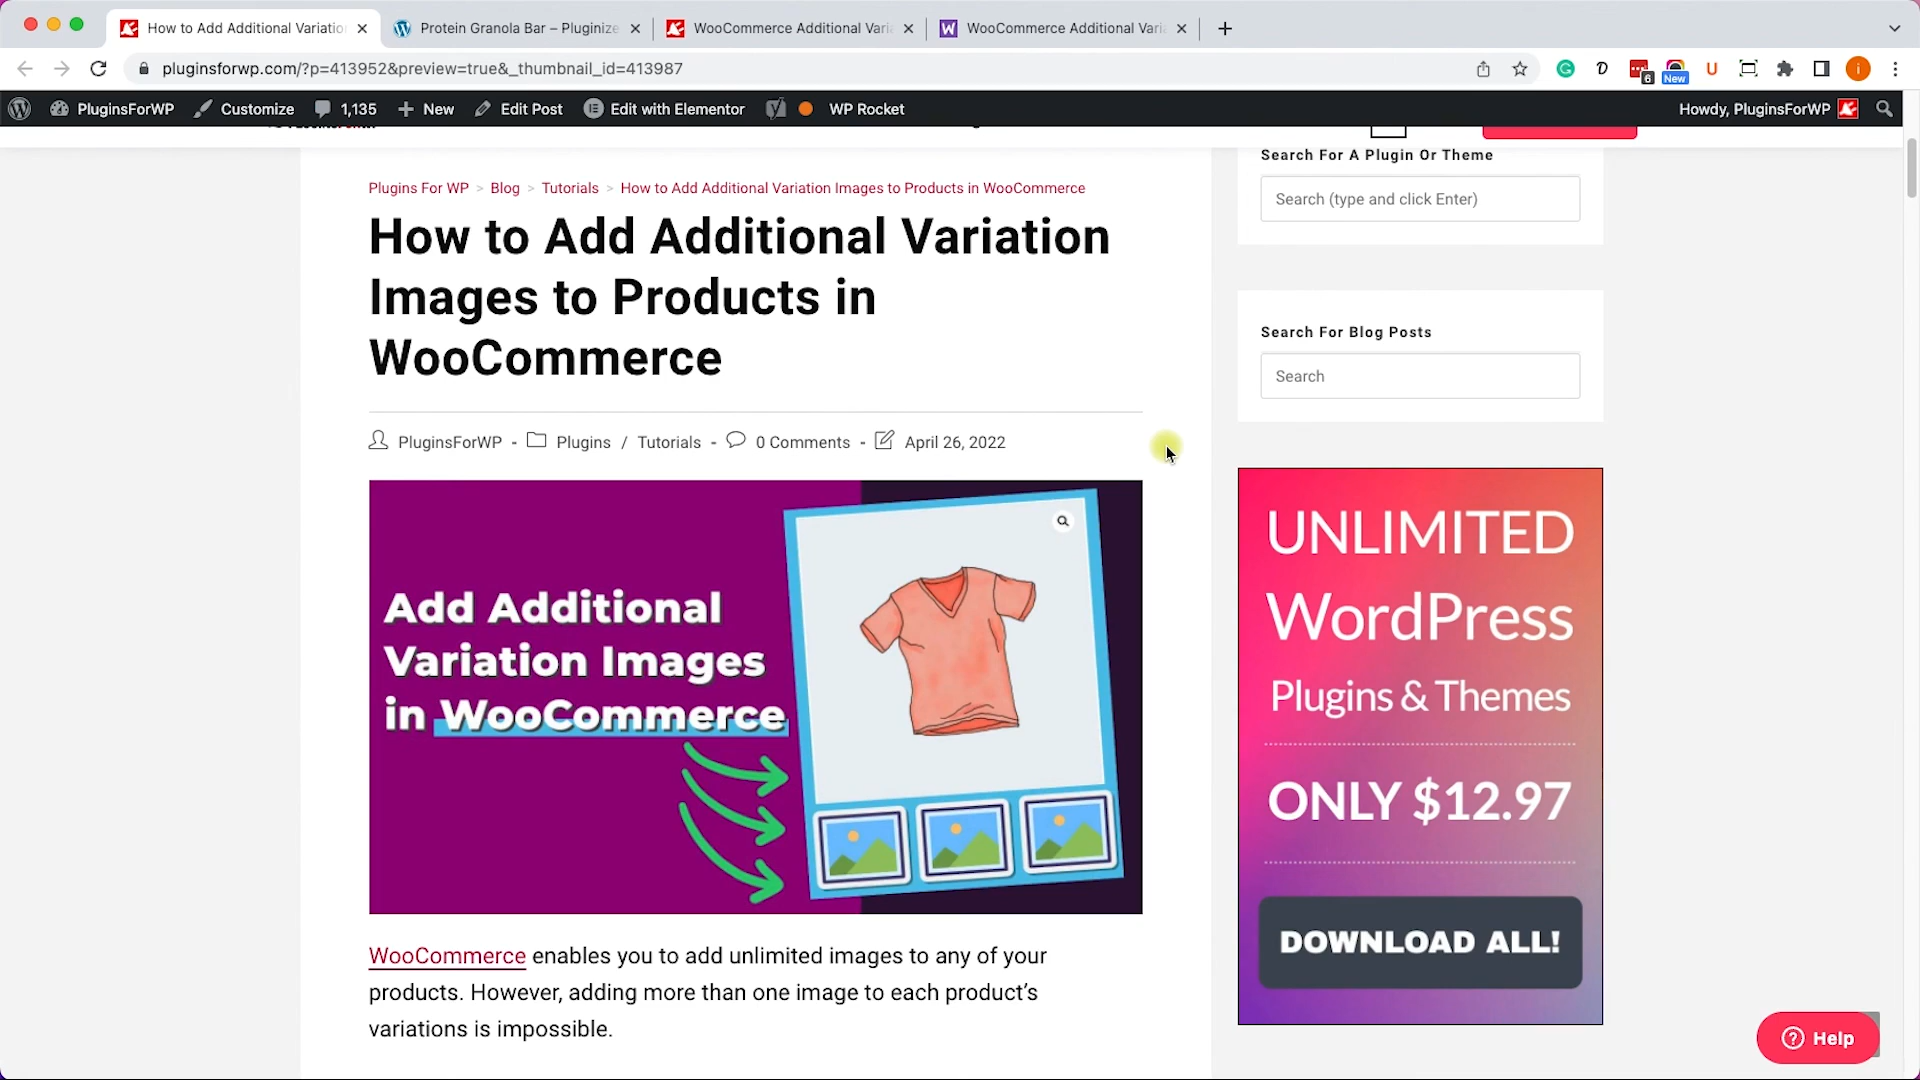 How to Add Additional Variatio
Protein Granola Bar – Pluginize
WooCommerce Additional Vari
WooCommerce Additional Vari
pluginsforwp.com/?p=413952&preview=true&_thumbnail_id=413987
6
New
U
i
PluginsForWP
Customize
1,135
New
Edit Post
Edit with Elementor
WP Rocket
Howdy, PluginsForWP
Plugins For WP > Blog > Tutorials > How to Add Additional Variation Images to Products in WooCommerce
How to Add Additional Variation
Images to Products in
WooCommerce
PluginsForWP - Plugins / Tutorials - 0 Comments - April 26, 2022
Add Additional
Variation Images
in WooCommerce
WooCommerce enables you to add unlimited images to any of your
products. However, adding more than one image to each product's
variations is impossible.
Search For A Plugin Or Theme
Search (type and click Enter)
Search For Blog Posts
Search
UNLIMITED
WordPress
Plugins & Themes
ONLY $12.97
DOWNLOAD ALL!
Help